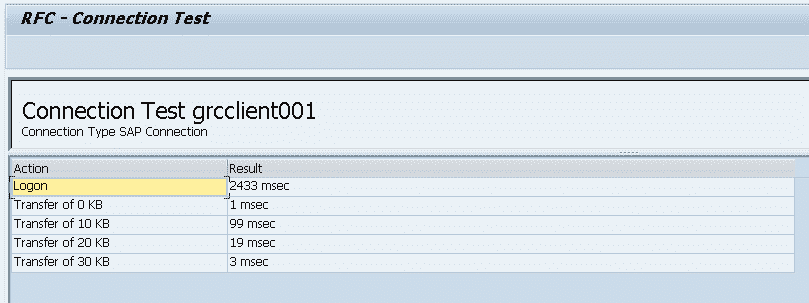 RFC - Connection Test
Connection Test grcclient001
Connection Type SAP Connection
Action Result
Logon 2433 msec
Transfer of 0 KB 1 msec
Transfer of 10 KB 99 msec
Transfer of 20 KB 19 msec
Transfer of 30 KB 3 msec